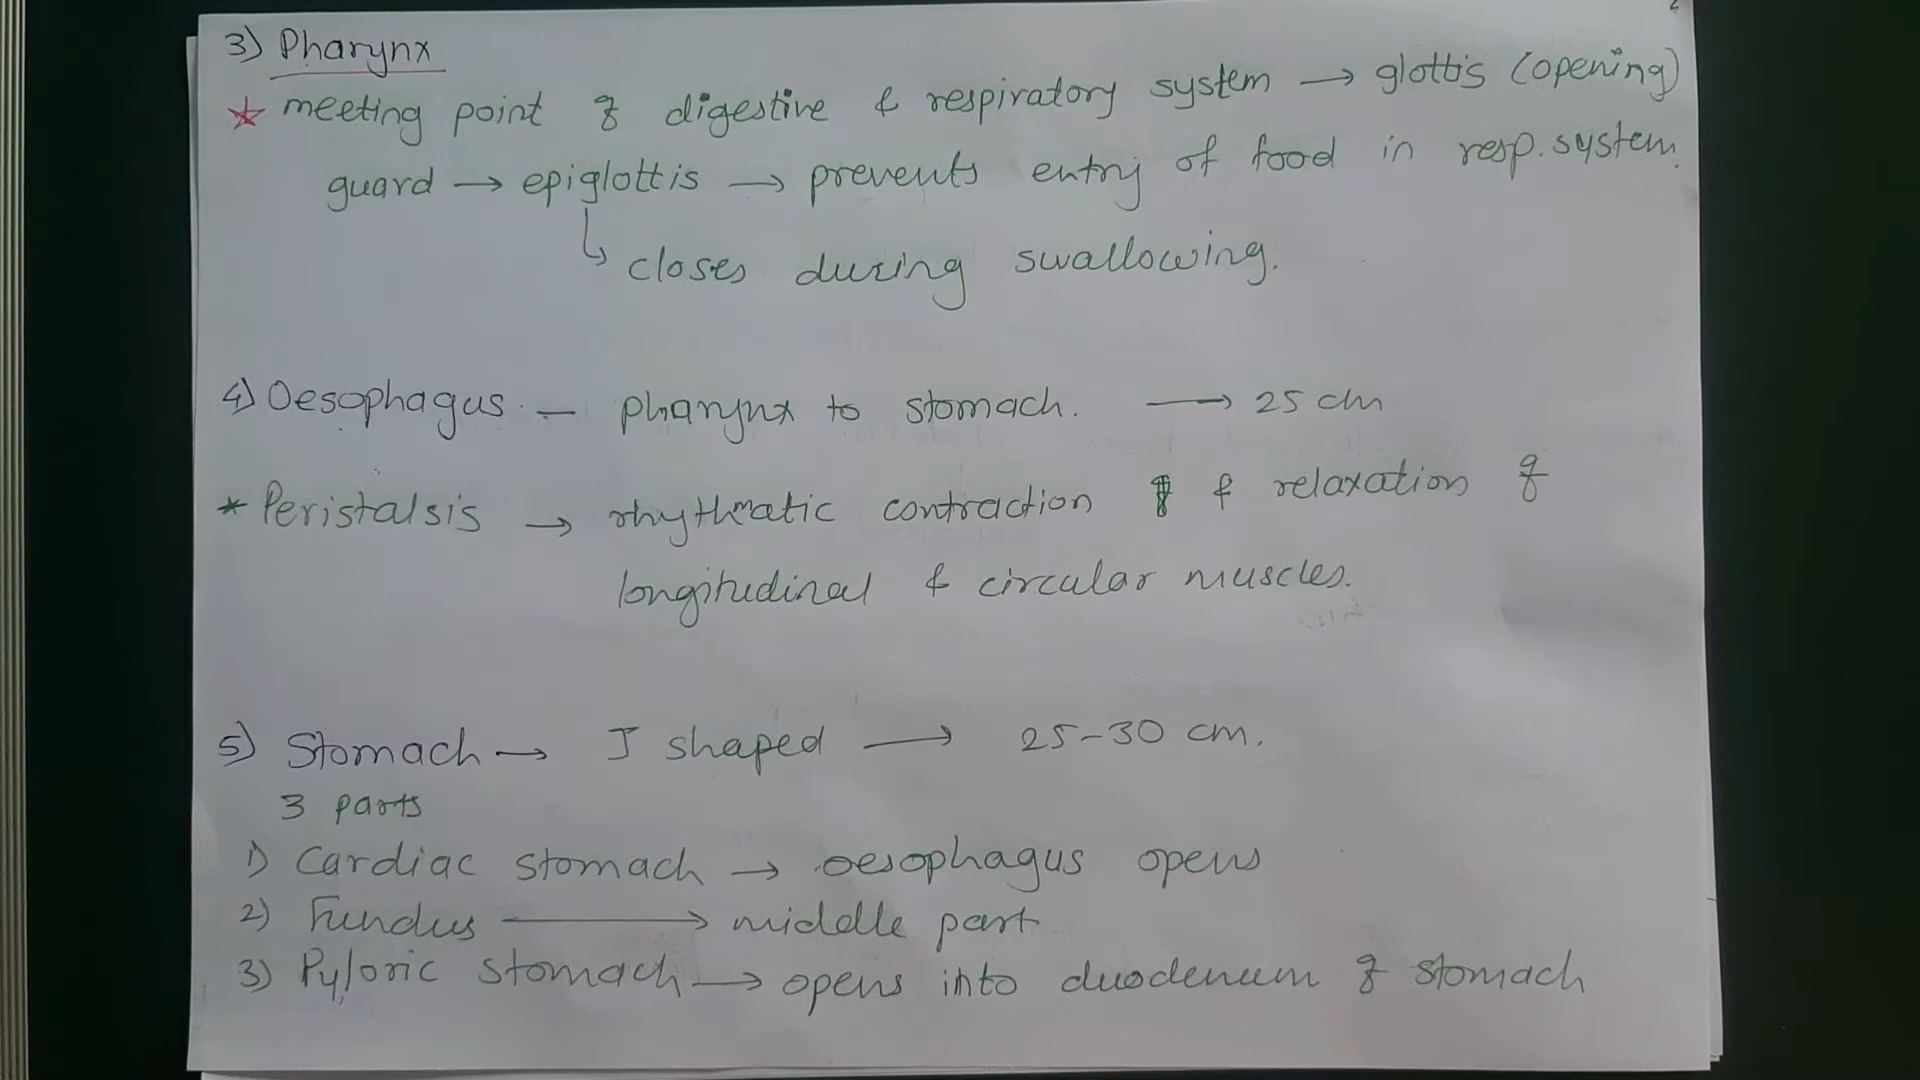 3) Pharynx
* meeting point of digestive & respiratory system → glottis (opening)
guard → epiglottis → prevents entry of food in resp. system.
↳ closes during swallowing.
4) Oesophagus - pharynx to stomach. → 25 cm
* Peristalsis → rhythmatic contraction & relaxation of
longitudinal & circular muscles.
5) Stomach → J shaped → 25-30 cm.
3 parts
1) Cardiac stomach → oesophagus opens
2) Fundus → middle part
3) Pyloric stomach → opens into duodenum of stomach